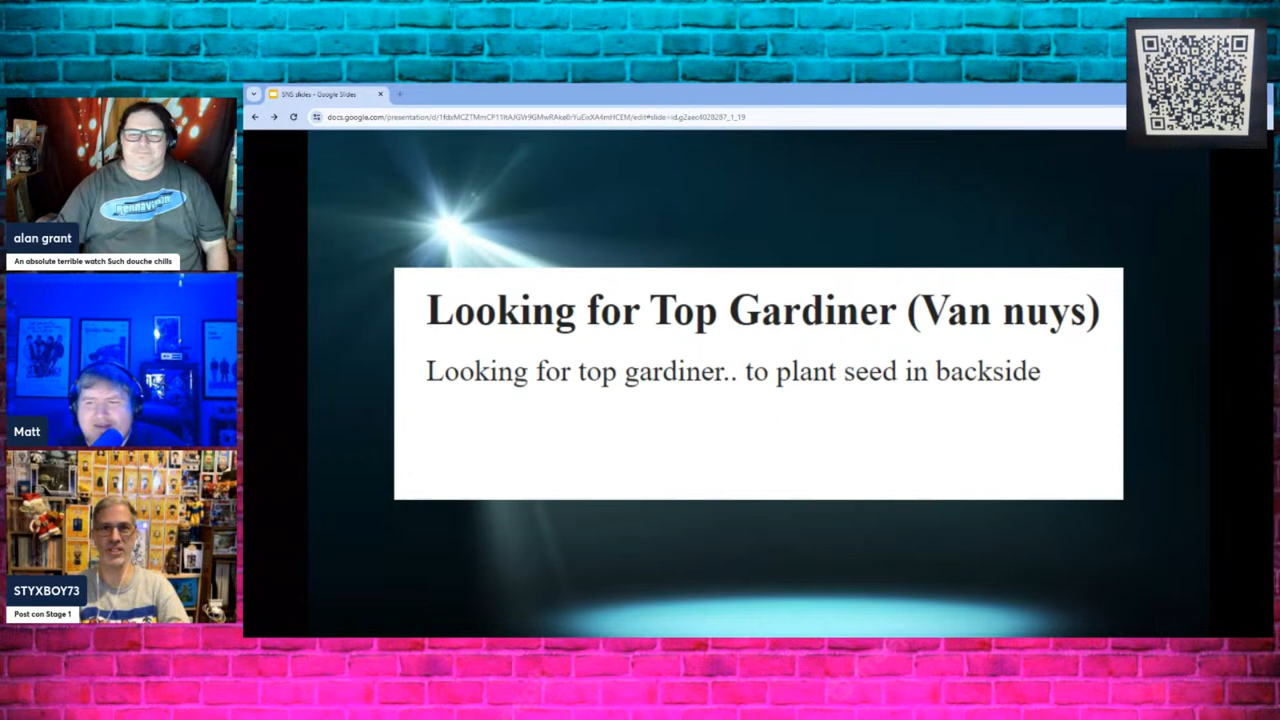 SNS slides - Google Slides
alan grant
An absolute terrible watch Such douche chills
Matt
STYXBOY73
Post con Stage 1
Looking for Top Gardiner (Van nuys)
Looking for top gardiner.. to plant seed in backside